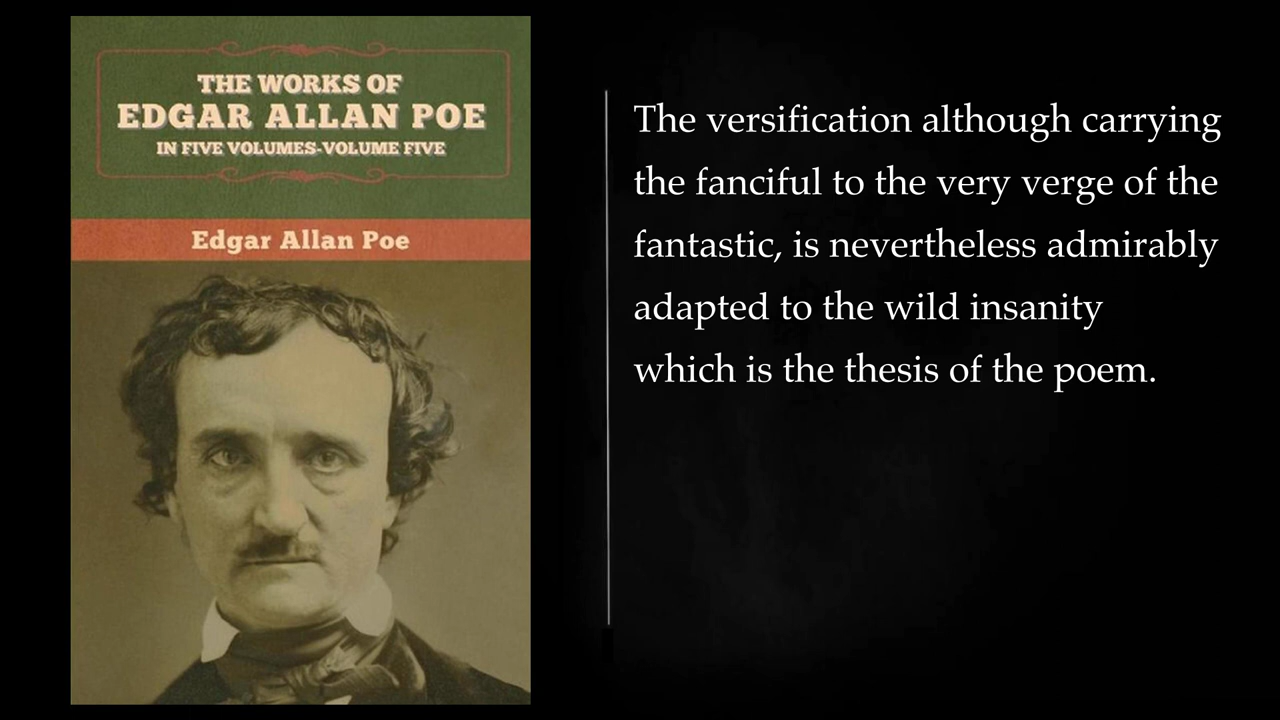 THE WORKS OF
EDGAR ALLAN POE
IN FIVE VOLUMES-VOLUME FIVE
Edgar Allan Poe
The versification although carrying
the fanciful to the very verge of the
fantastic, is nevertheless admirably
adapted to the wild insanity
which is the thesis of the poem.